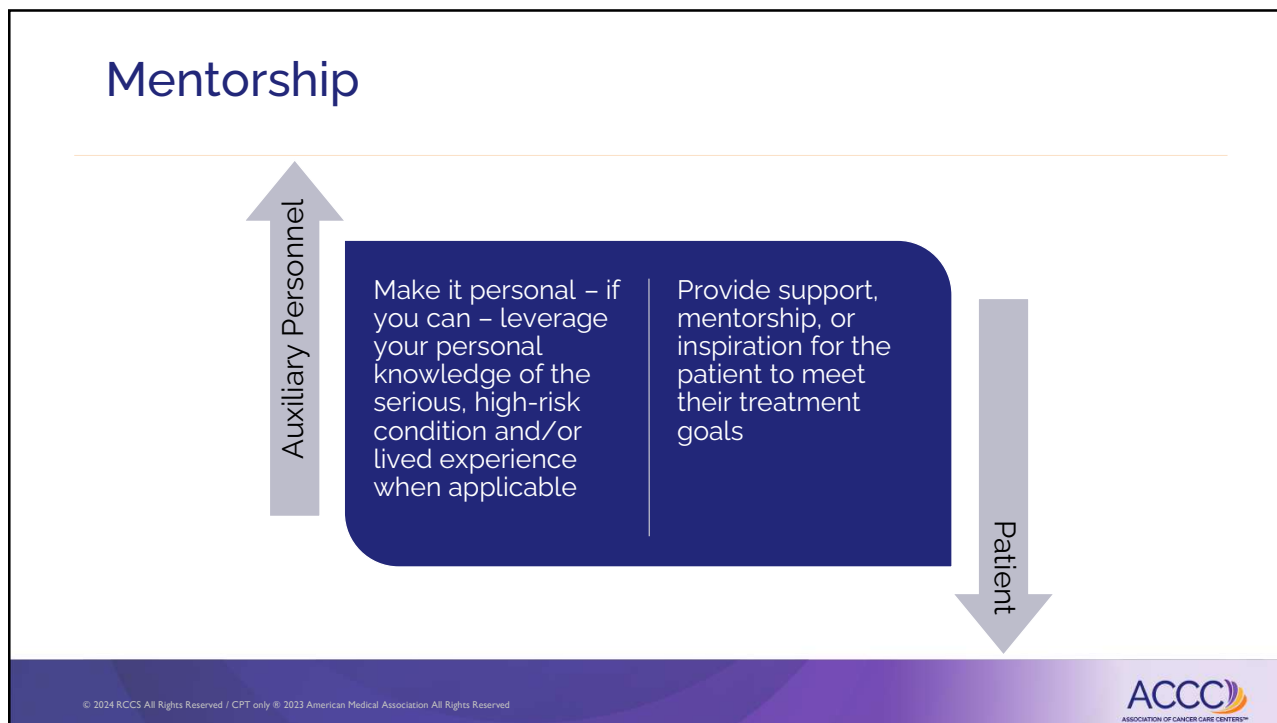 Mentorship
Auxiliary Personnel
Make it personal – if
you can – leverage
your personal
knowledge of the
serious, high-risk
condition and/or
lived experience
when applicable
Provide support,
mentorship, or
inspiration for the
patient to meet
their treatment
goals
Patient
© 2024 RCCS All Rights Reserved / CPT only ® 2023 American Medical Association All Rights Reserved
ACCC
ASSOCIATION OF CANCER CARE CENTERS™